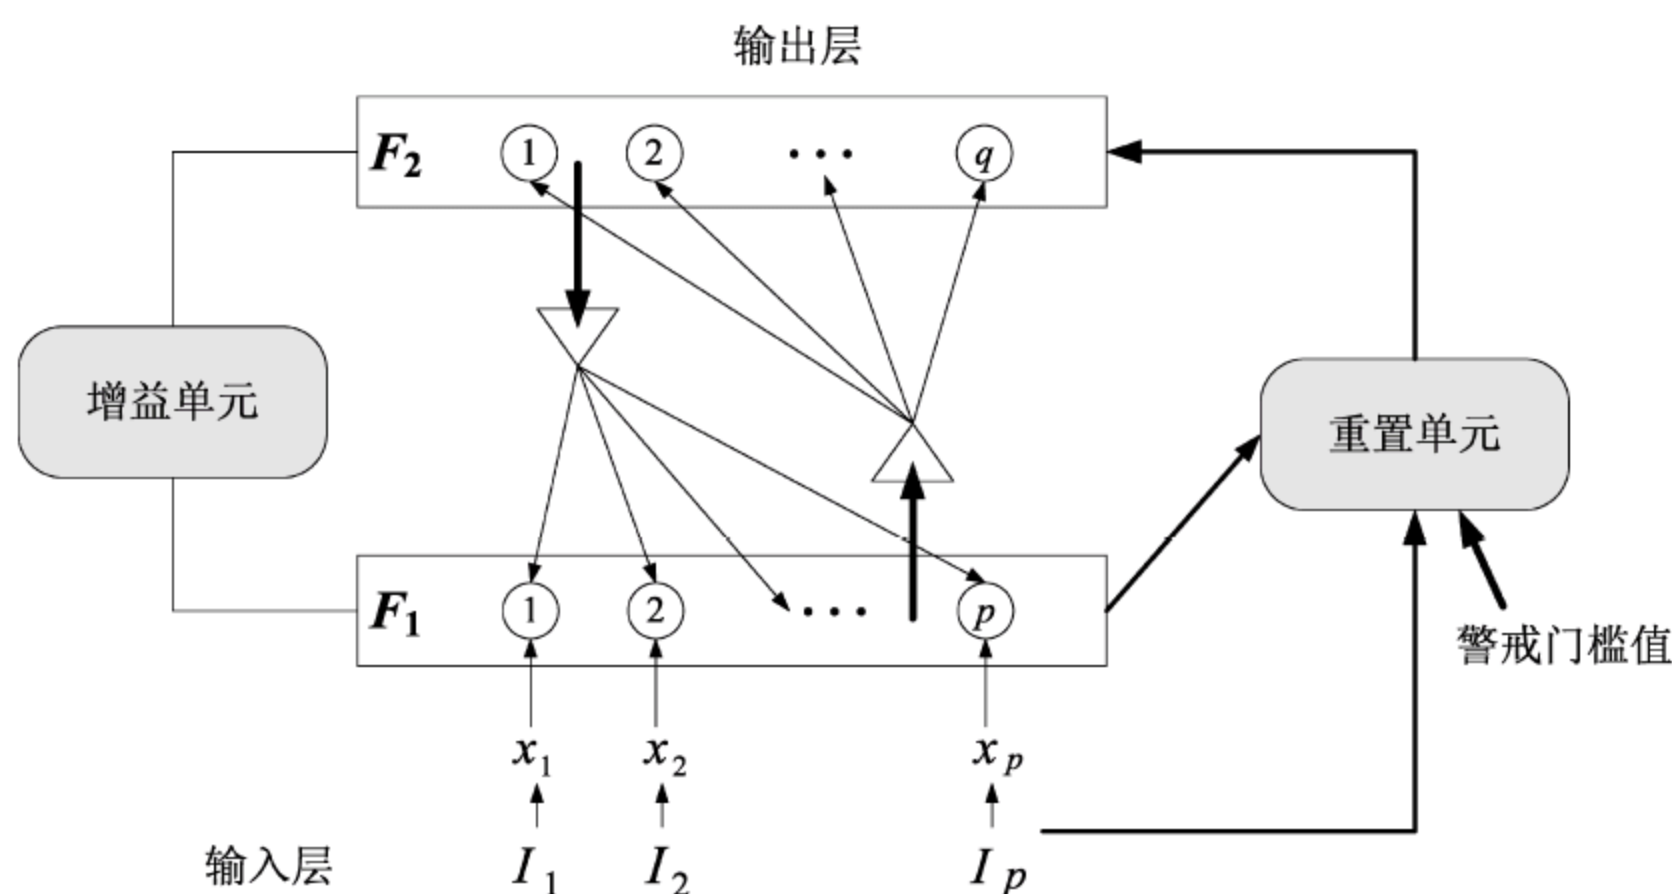 输出层
F₂ 1 2 ··· q
增益单元
重置单元
F₁ 1 2 ··· p
警戒门槛值
x₁ x₂ xₚ
输入层 I₁ I₂ Iₚ